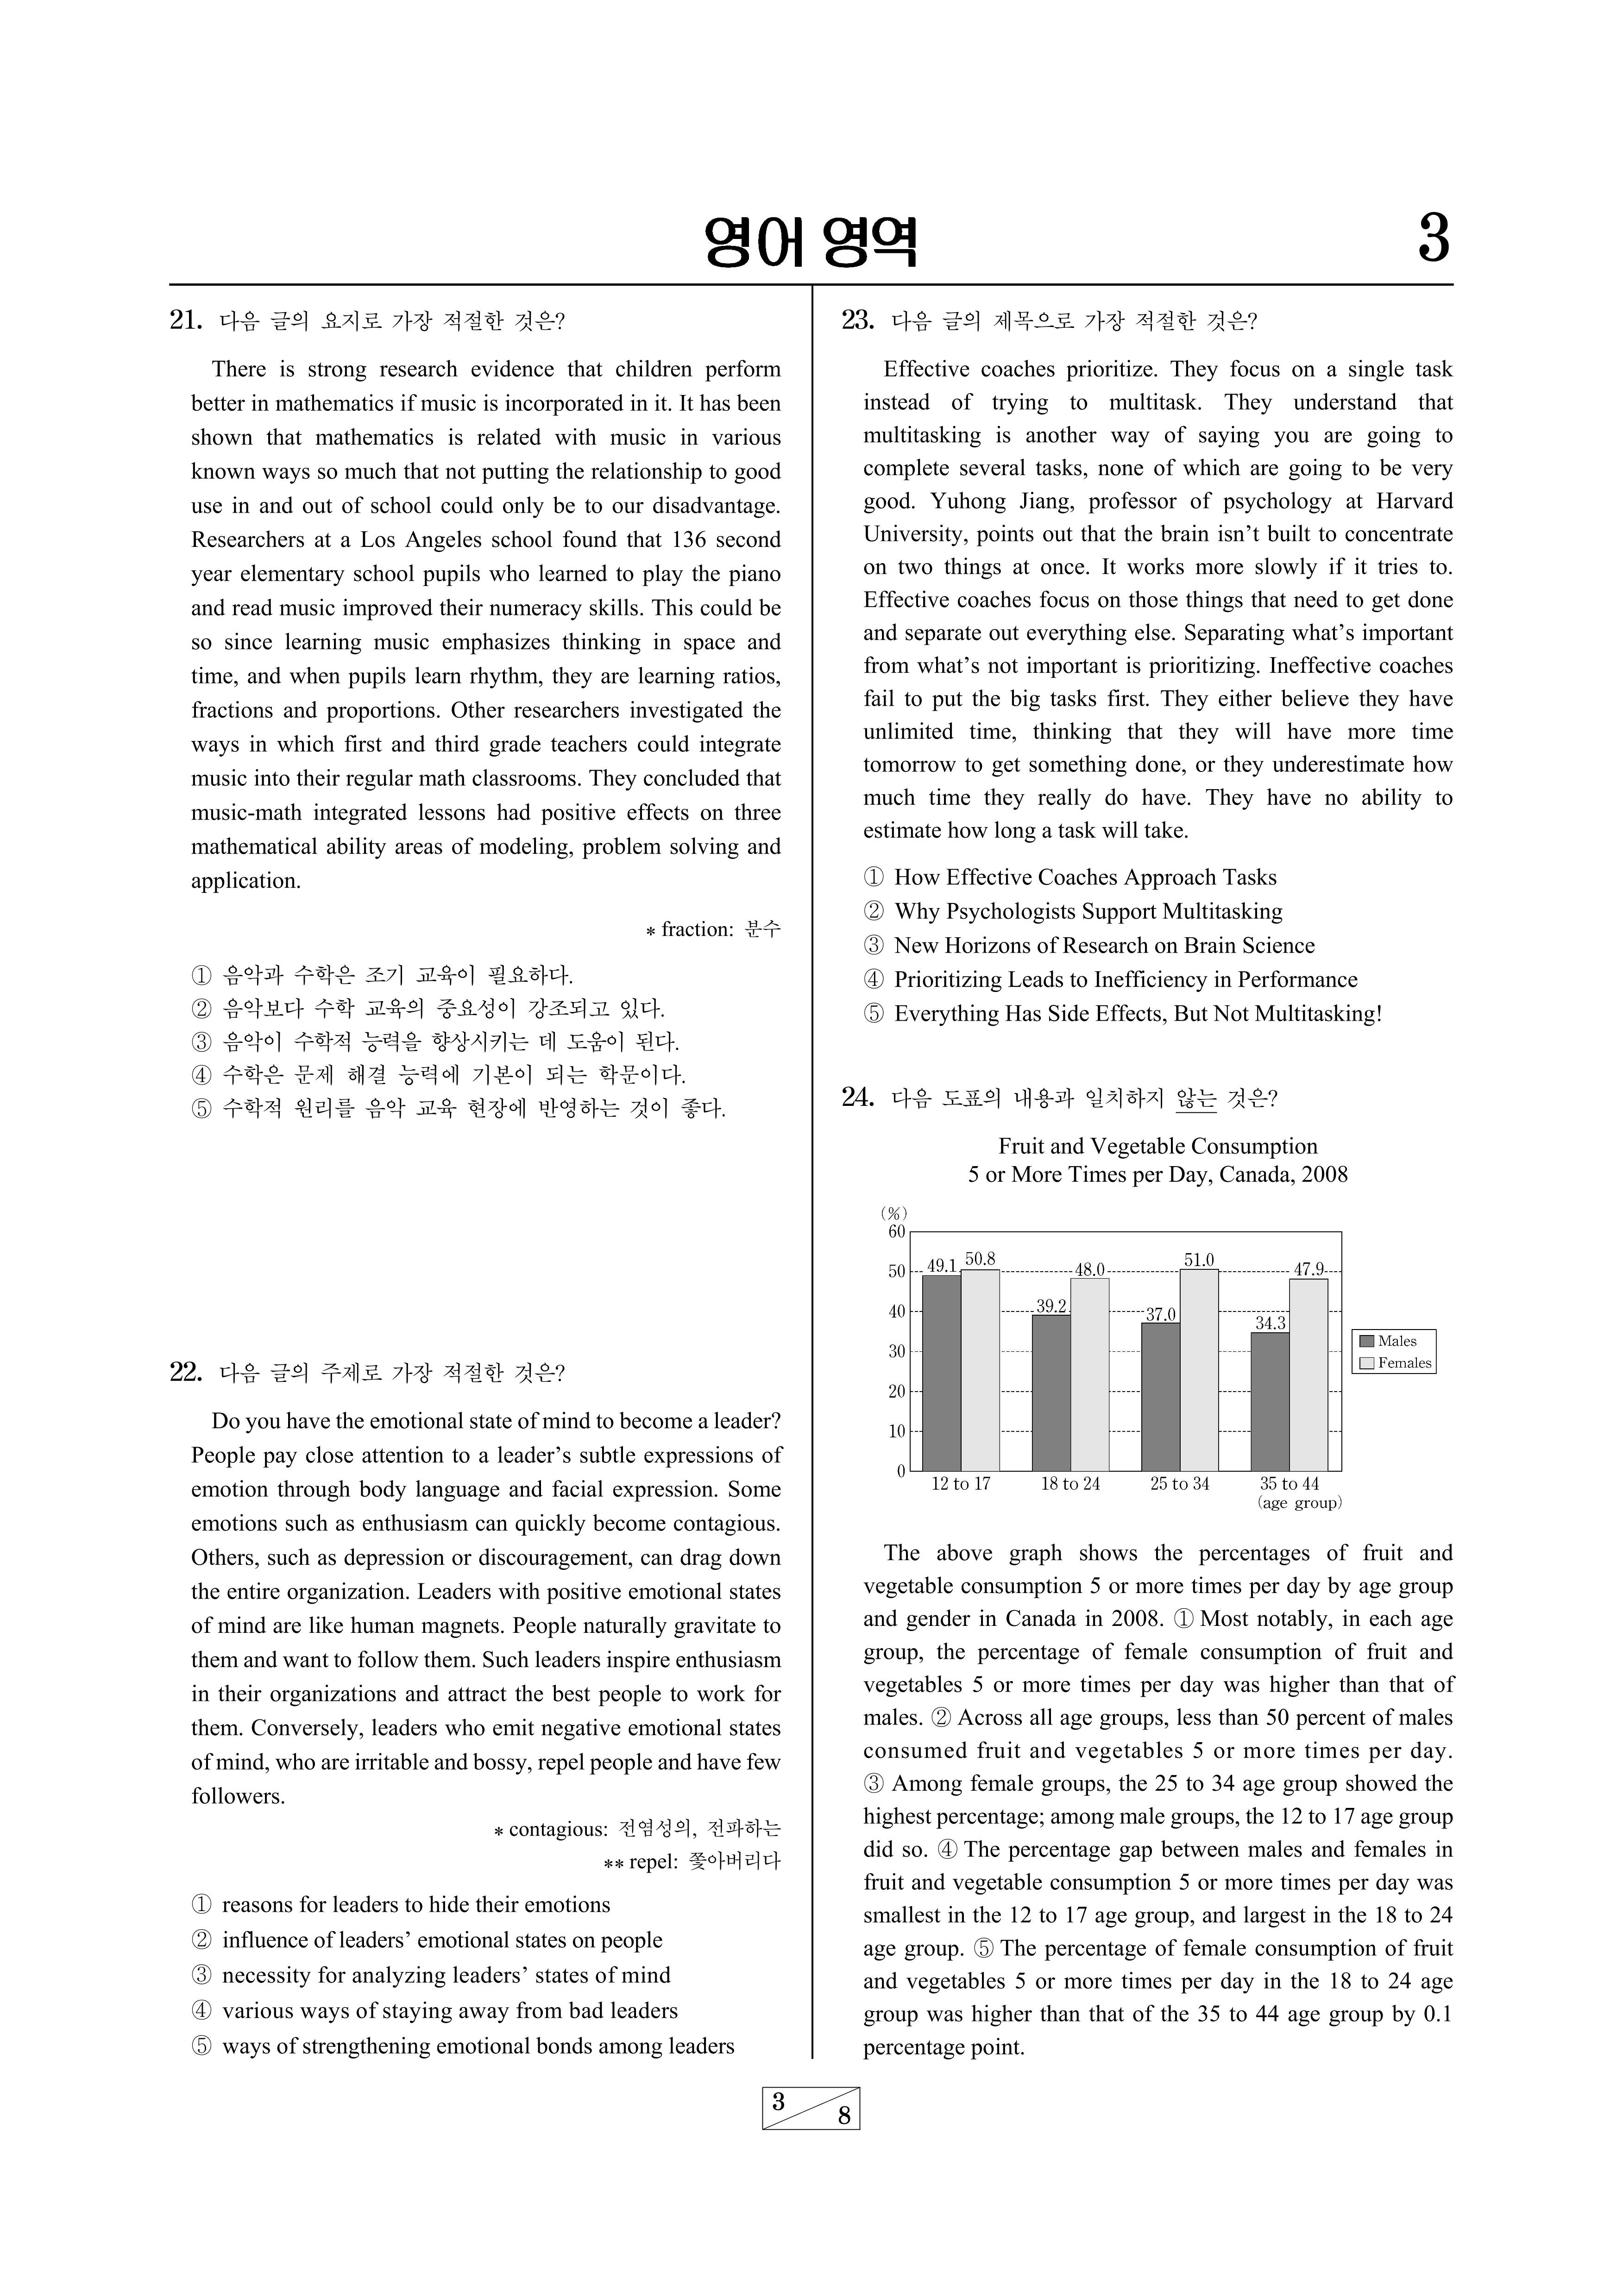 영어 영역
3
21. 다음 글의 요지로 가장 적절한 것은?
There is strong research evidence that children perform
better in mathematics if music is incorporated in it. It has been
shown that mathematics is related with music in various
known ways so much that not putting the relationship to good
use in and out of school could only be to our disadvantage.
Researchers at a Los Angeles school found that 136 second
year elementary school pupils who learned to play the piano
and read music improved their numeracy skills. This could be
so since learning music emphasizes thinking in space and
time, and when pupils learn rhythm, they are learning ratios,
fractions and proportions. Other researchers investigated the
ways in which first and third grade teachers could integrate
music into their regular math classrooms. They concluded that
music-math integrated lessons had positive effects on three
mathematical ability areas of modeling, problem solving and
application.
* fraction: 분수
① 음악과 수학은 조기 교육이 필요하다.
② 음악보다 수학 교육의 중요성이 강조되고 있다.
③ 음악이 수학적 능력을 향상시키는 데 도움이 된다.
④ 수학은 문제 해결 능력에 기본이 되는 학문이다.
⑤ 수학적 원리를 음악 교육 현장에 반영하는 것이 좋다.
22. 다음 글의 주제로 가장 적절한 것은?
Do you have the emotional state of mind to become a leader?
People pay close attention to a leader's subtle expressions of
emotion through body language and facial expression. Some
emotions such as enthusiasm can quickly become contagious.
Others, such as depression or discouragement, can drag down
the entire organization. Leaders with positive emotional states
of mind are like human magnets. People naturally gravitate to
them and want to follow them. Such leaders inspire enthusiasm
in their organizations and attract the best people to work for
them. Conversely, leaders who emit negative emotional states
of mind, who are irritable and bossy, repel people and have few
followers.
* contagious: 전염성의, 전파하는
** repel: 쫓아버리다
① reasons for leaders to hide their emotions
② influence of leaders' emotional states on people
③ necessity for analyzing leaders' states of mind
④ various ways of staying away from bad leaders
⑤ ways of strengthening emotional bonds among leaders
23. 다음 글의 제목으로 가장 적절한 것은?
Effective coaches prioritize. They focus on a single task
instead of trying to multitask. They understand that
multitasking is another way of saying you are going to
complete several tasks, none of which are going to be very
good. Yuhong Jiang, professor of psychology at Harvard
University, points out that the brain isn't built to concentrate
on two things at once. It works more slowly if it tries to.
Effective coaches focus on those things that need to get done
and separate out everything else. Separating what's important
from what's not important is prioritizing. Ineffective coaches
fail to put the big tasks first. They either believe they have
unlimited time, thinking that they will have more time
tomorrow to get something done, or they underestimate how
much time they really do have. They have no ability to
estimate how long a task will take.
① How Effective Coaches Approach Tasks
② Why Psychologists Support Multitasking
③ New Horizons of Research on Brain Science
④ Prioritizing Leads to Inefficiency in Performance
⑤ Everything Has Side Effects, But Not Multitasking!
24. 다음 도표의 내용과 일치하지 않는 것은?
Fruit and Vegetable Consumption
5 or More Times per Day, Canada, 2008
(%)
60
50
40
30
20
10
0
49.1 50.8
39.2 48.0
37.0 51.0
34.3 47.9
12 to 17 18 to 24 25 to 34 35 to 44
(age group)
Males
Females
The above graph shows the percentages of fruit and
vegetable consumption 5 or more times per day by age group
and gender in Canada in 2008. ① Most notably, in each age
group, the percentage of female consumption of fruit and
vegetables 5 or more times per day was higher than that of
males. ② Across all age groups, less than 50 percent of males
consumed fruit and vegetables 5 or more times per day.
③ Among female groups, the 25 to 34 age group showed the
highest percentage; among male groups, the 12 to 17 age group
did so. ④ The percentage gap between males and females in
fruit and vegetable consumption 5 or more times per day was
smallest in the 12 to 17 age group, and largest in the 18 to 24
age group. ⑤ The percentage of female consumption of fruit
and vegetables 5 or more times per day in the 18 to 24 age
group was higher than that of the 35 to 44 age group by 0.1
percentage point.
3
8